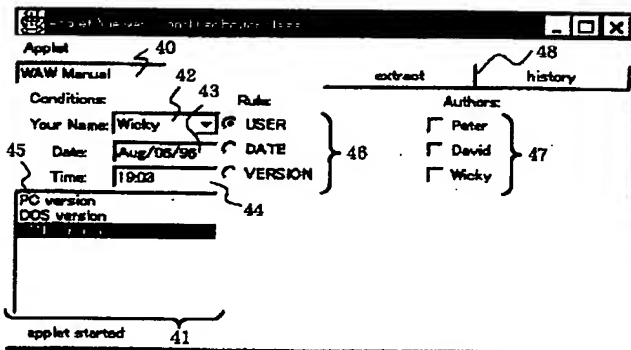 Applet 40
WAW Manual
48
extract history
42
Conditions: 43 Rule: Authors:
Your Name: Wicky USER Peter
Date: Aug/06/96 DATE 46 David 47
45 Time: 19:03 VERSION Wicky
44
PC version
DOS version
applet started 41